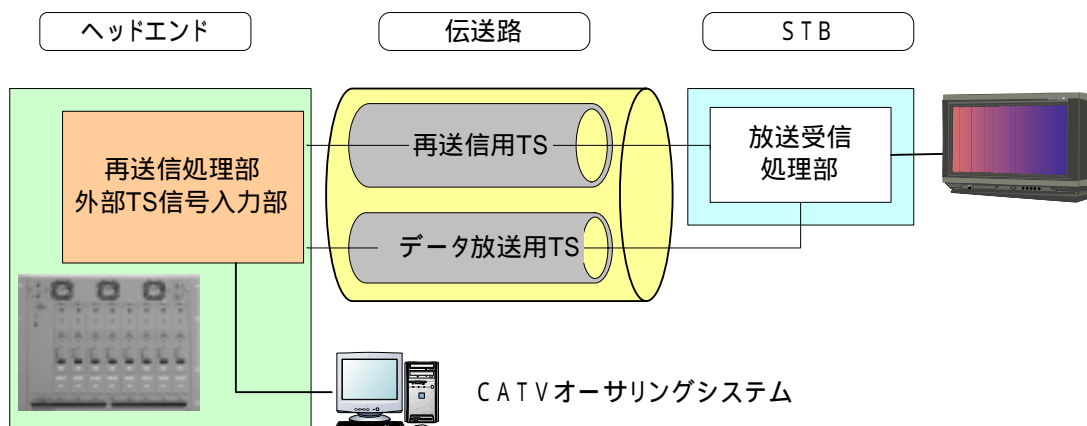 ヘッドエンド
伝送路
STB
再送信処理部
外部TS信号入力部
再送信用TS
データ放送用TS
放送受信
処理部
CATVオーサリングシステム